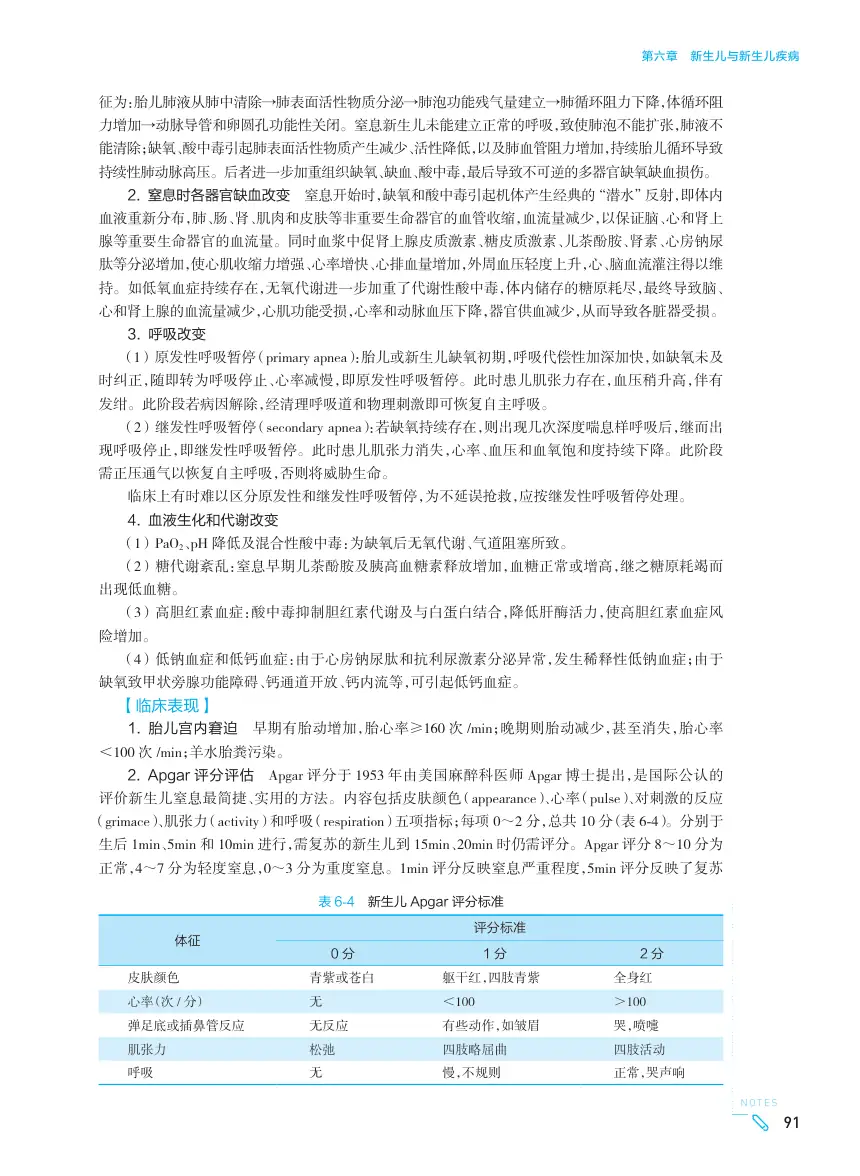 第六章 新生儿与新生儿疾病
征为:胎儿肺液从肺中清除→肺表面活性物质分泌→肺泡功能残气量建立→肺循环阻力下降,体循环阻
力增加→动脉导管和卵圆孔功能性关闭。窒息新生儿未能建立正常的呼吸,致使肺泡不能扩张,肺液不
能清除;缺氧、酸中毒引起肺表面活性物质产生减少、活性降低,以及肺血管阻力增加,持续胎儿循环导致
持续性肺动脉高压。后者进一步加重组织缺氧、缺血、酸中毒,最后导致不可逆的多器官缺氧缺血损伤。
2. 窒息时各器官缺血改变 窒息开始时,缺氧和酸中毒引起机体产生经典的“潜水”反射,即体内
血液重新分布,肺、肠、肾、肌肉和皮肤等非重要生命器官的血管收缩,血流量减少,以保证脑、心和肾上
腺等重要生命器官的血流量。同时血浆中促肾上腺皮质激素、糖皮质激素、儿茶酚胺、肾素、心房钠尿
肽等分泌增加,使心肌收缩力增强、心率增快、心排血量增加,外周血压轻度上升,心、脑血流灌注得以维
持。如低氧血症持续存在,无氧代谢进一步加重了代谢性酸中毒,体内储存的糖原耗尽,最终导致脑、
心和肾上腺的血流量减少,心肌功能受损,心率和动脉血压下降,器官供血减少,从而导致各脏器受损。
3. 呼吸改变
(1)原发性呼吸暂停(primary apnea):胎儿或新生儿缺氧初期,呼吸代偿性加深加快,如缺氧未及
时纠正,随即转为呼吸停止、心率减慢,即原发性呼吸暂停。此时患儿肌张力存在,血压稍升高,伴有
发绀。此阶段若病因解除,经清理呼吸道和物理刺激即可恢复自主呼吸。
(2)继发性呼吸暂停(secondary apnea):若缺氧持续存在,则出现几次深度喘息样呼吸后,继而出
现呼吸停止,即继发性呼吸暂停。此时患儿肌张力消失,心率、血压和血氧饱和度持续下降。此阶段
需正压通气以恢复自主呼吸,否则将威胁生命。
临床上有时难以区分原发性和继发性呼吸暂停,为不延误抢救,应按继发性呼吸暂停处理。
4. 血液生化和代谢改变
(1)PaO₂、pH 降低及混合性酸中毒:为缺氧后无氧代谢、气道阻塞所致。
(2)糖代谢紊乱:窒息早期儿茶酚胺及胰高血糖素释放增加,血糖正常或增高,继之糖原耗竭而
出现低血糖。
(3)高胆红素血症:酸中毒抑制胆红素代谢及与白蛋白结合,降低肝酶活力,使高胆红素血症风
险增加。
(4)低钠血症和低钙血症:由于心房钠尿肽和抗利尿激素分泌异常,发生稀释性低钠血症;由于
缺氧致甲状旁腺功能障碍、钙通道开放、钙内流等,可引起低钙血症。
【临床表现】
1. 胎儿宫内窘迫 早期有胎动增加,胎心率≥160 次 /min;晚期则胎动减少,甚至消失,胎心率
<100 次 /min;羊水胎粪污染。
2. Apgar 评分评估 Apgar 评分于 1953 年由美国麻醉科医师 Apgar 博士提出,是国际公认的
评价新生儿窒息最简捷、实用的方法。内容包括皮肤颜色(appearance)、心率(pulse)、对刺激的反应
(grimace)、肌张力(activity)和呼吸(respiration)五项指标;每项 0~2 分,总共 10 分(表 6-4)。分别于
生后 1min、5min 和 10min 进行,需复苏的新生儿到 15min、20min 时仍需评分。Apgar 评分 8~10 分为
正常,4~7 分为轻度窒息,0~3 分为重度窒息。1min 评分反映窒息严重程度,5min 评分反映了复苏
表 6-4 新生儿 Apgar 评分标准
体征 评分标准
0 分 1 分 2 分
皮肤颜色 青紫或苍白 躯干红,四肢青紫 全身红
心率(次 / 分) 无 <100 >100
弹足底或插鼻管反应 无反应 有些动作,如皱眉 哭,喷嚏
肌张力 松弛 四肢略屈曲 四肢活动
呼吸 无 慢,不规则 正常,哭声响
NOTES
91